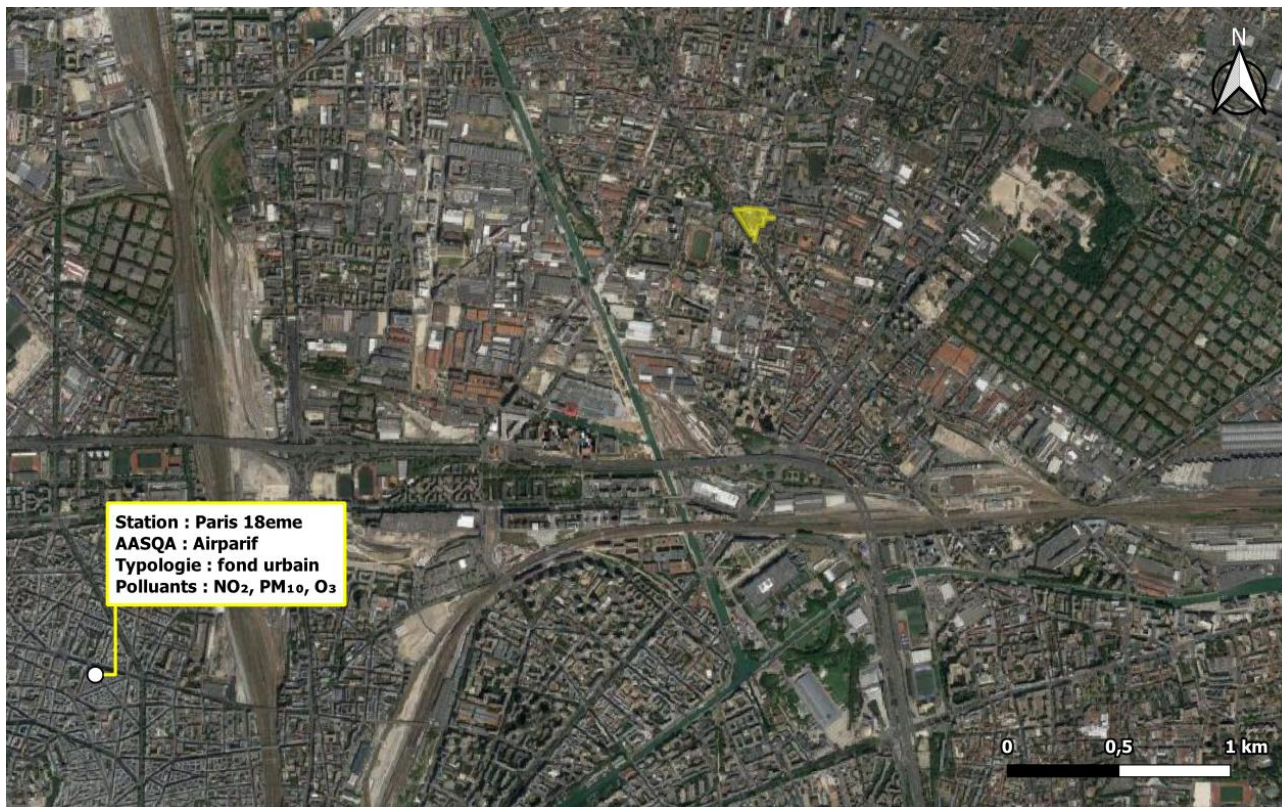 N
Station : Paris 18eme
AASQA : Airparif
Typologie : fond urbain
Polluants : NO₂, PM₁₀, O₃
0 0,5 1 km